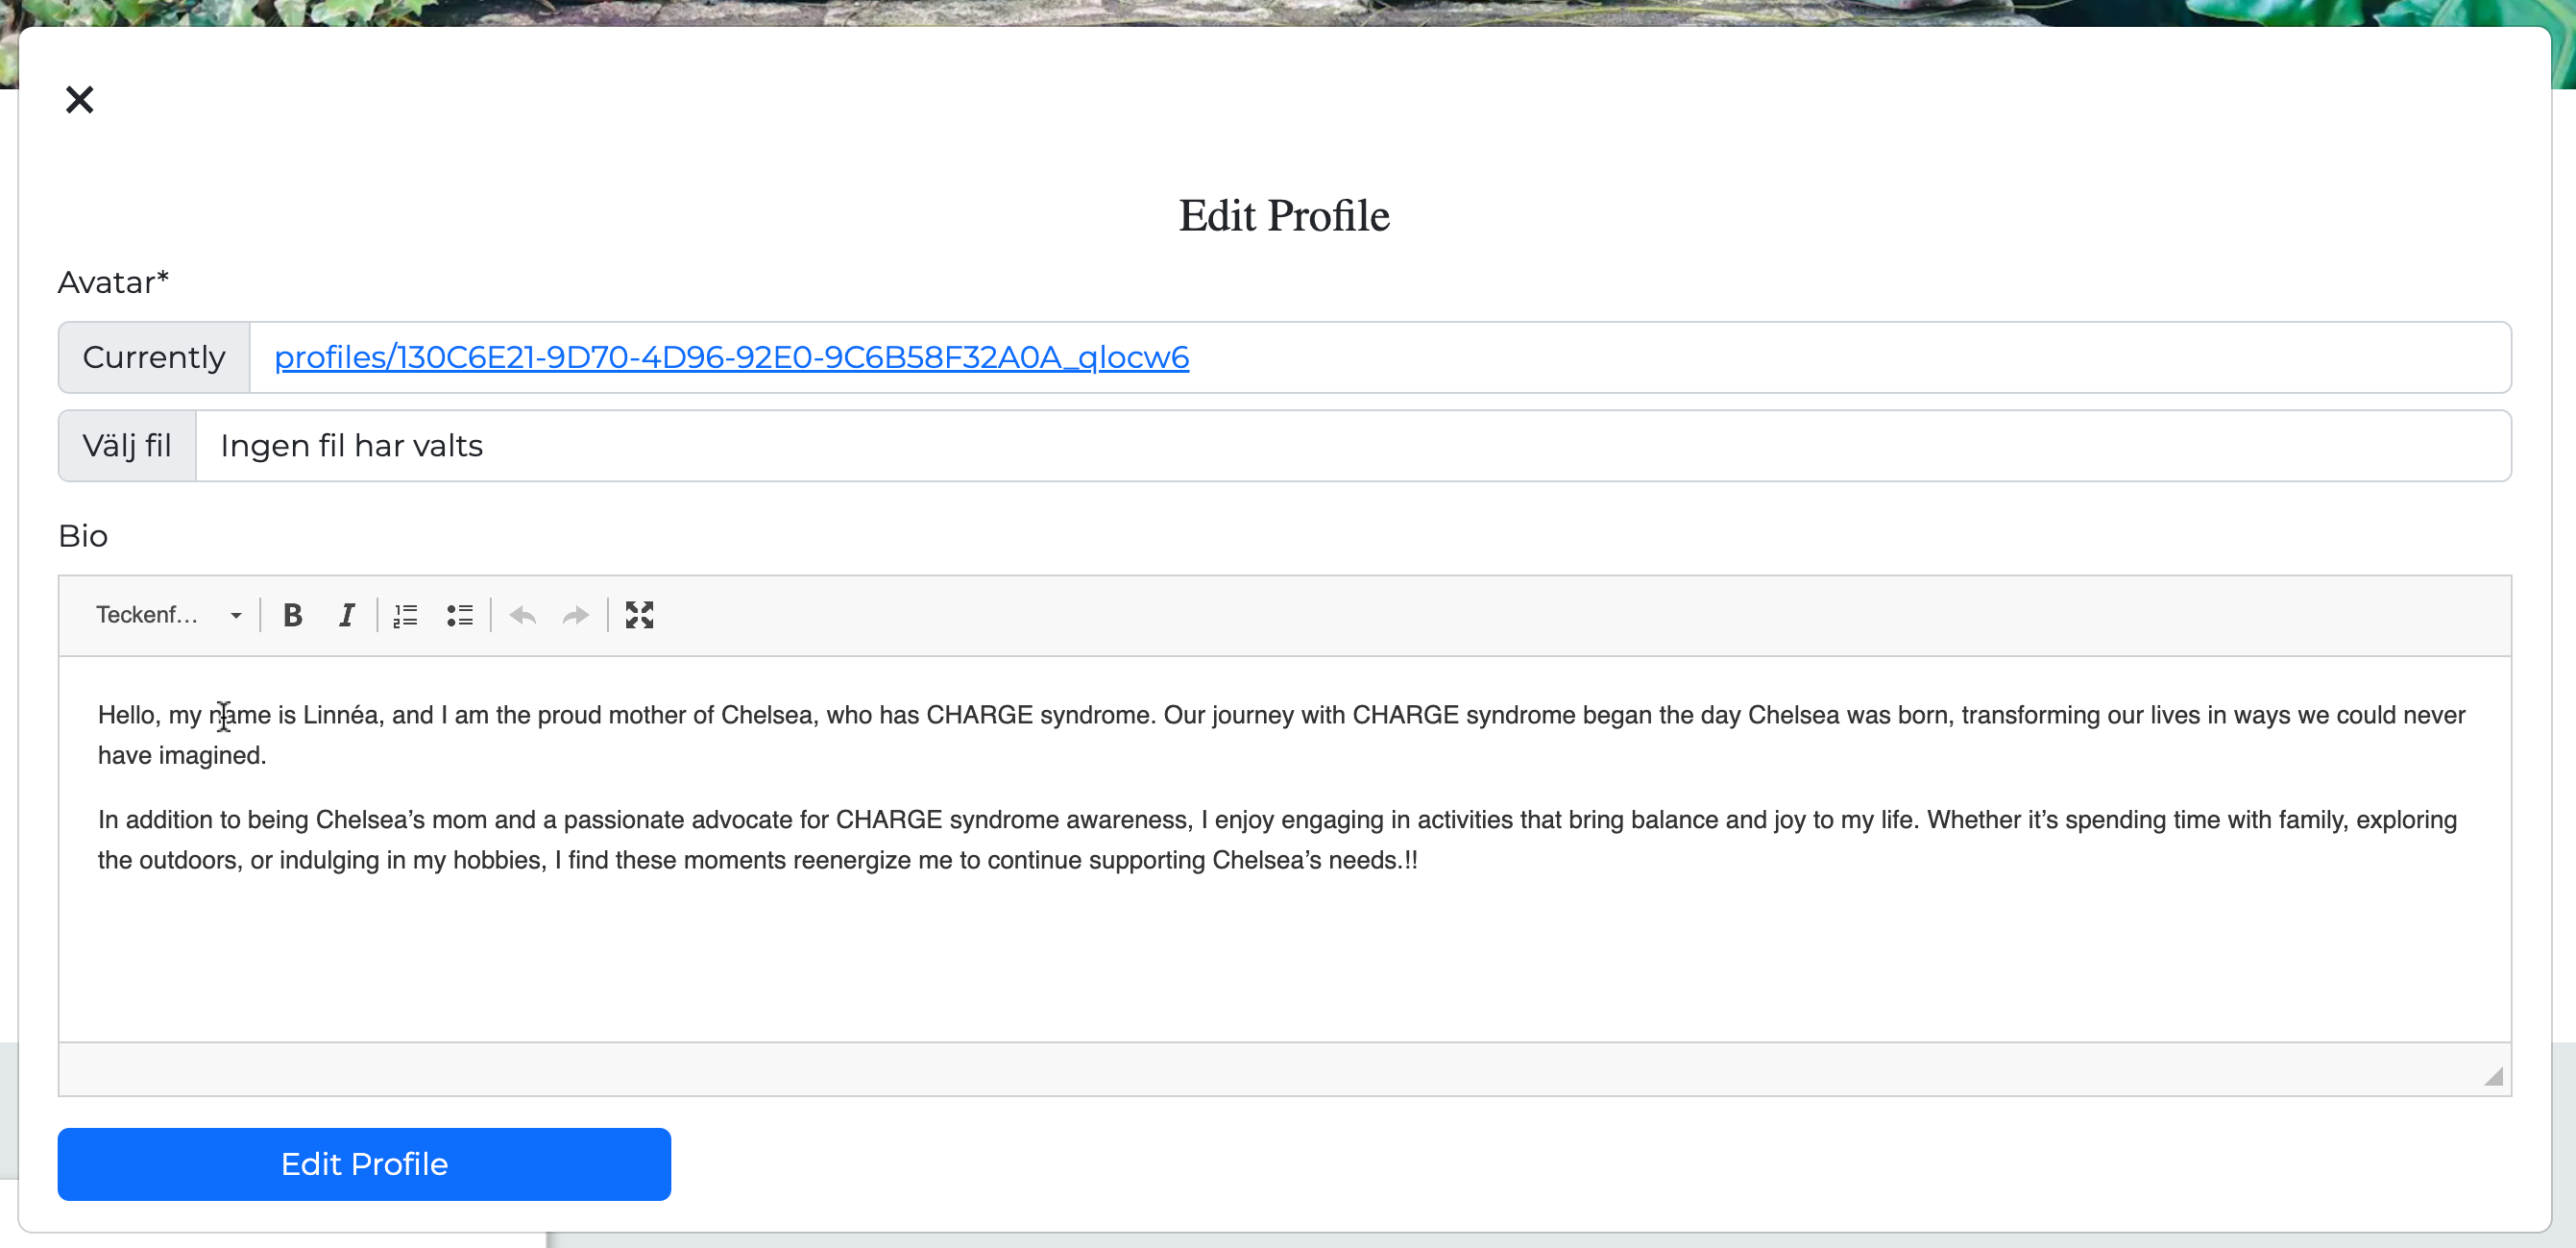 Edit Profile
Avatar*
Currently profiles/130C6E21-9D70-4D96-92E0-9C6B58F32A0A_qlocw6
Välj fil Ingen fil har valts
Bio
Teckenf... B I
Hello, my name is Linnéa, and I am the proud mother of Chelsea, who has CHARGE syndrome. Our journey with CHARGE syndrome began the day Chelsea was born, transforming our lives in ways we could never
have imagined.
In addition to being Chelsea’s mom and a passionate advocate for CHARGE syndrome awareness, I enjoy engaging in activities that bring balance and joy to my life. Whether it’s spending time with family, exploring
the outdoors, or indulging in my hobbies, I find these moments reenergize me to continue supporting Chelsea’s needs.!!
Edit Profile